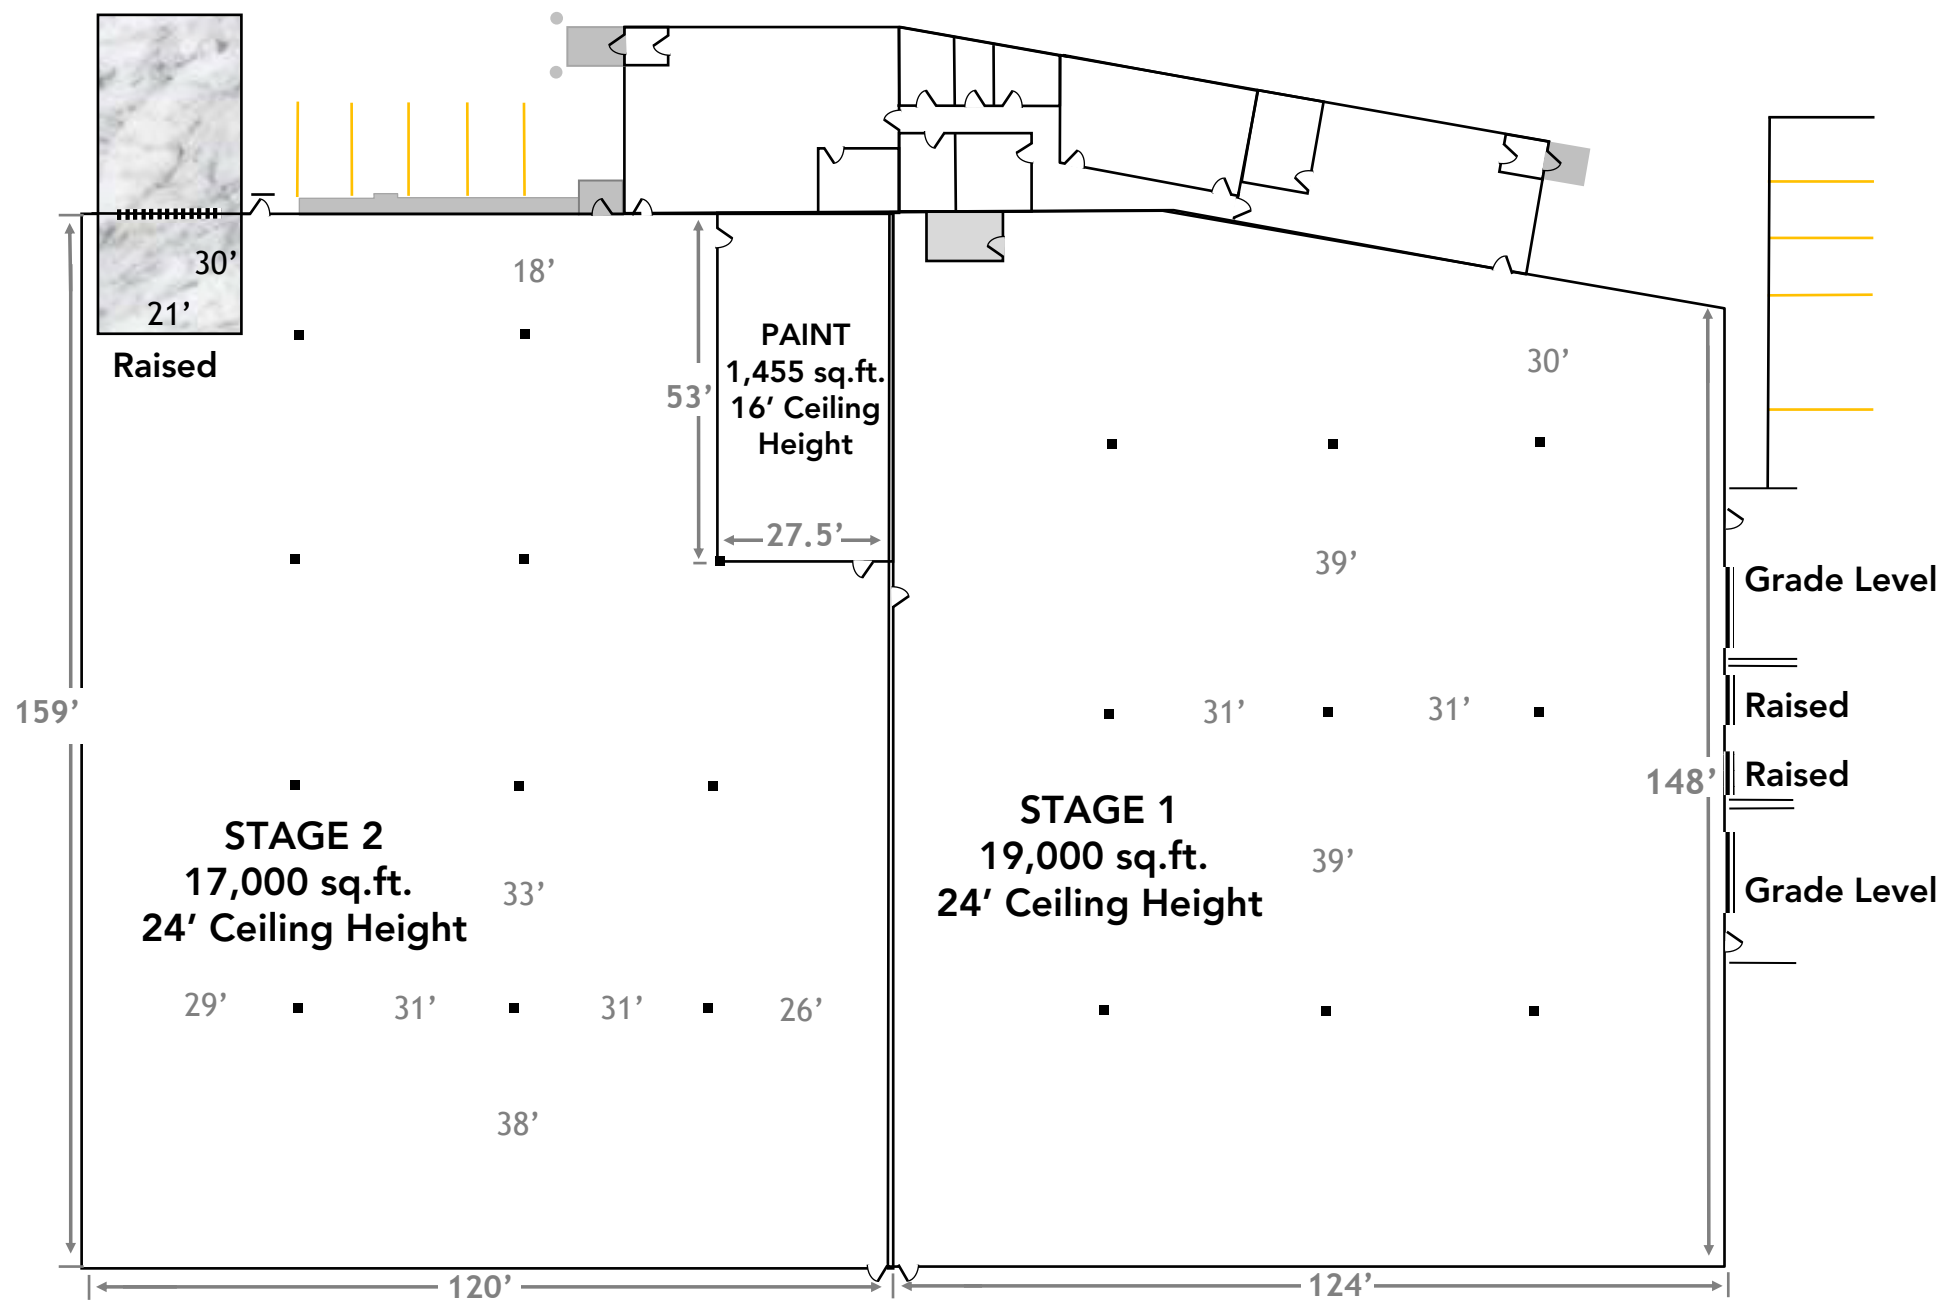 30’
21’
Raised
18’
PAINT
1,455 sq.ft.
16’ Ceiling
Height
53’
27.5’
30’
39’
Grade Level
159’
31’
31’
Raised
148’
Raised
STAGE 2
17,000 sq.ft.
24’ Ceiling Height
STAGE 1
19,000 sq.ft.
24’ Ceiling Height
39’
33’
Grade Level
29’
31’
31’
26’
38’
120’
124’